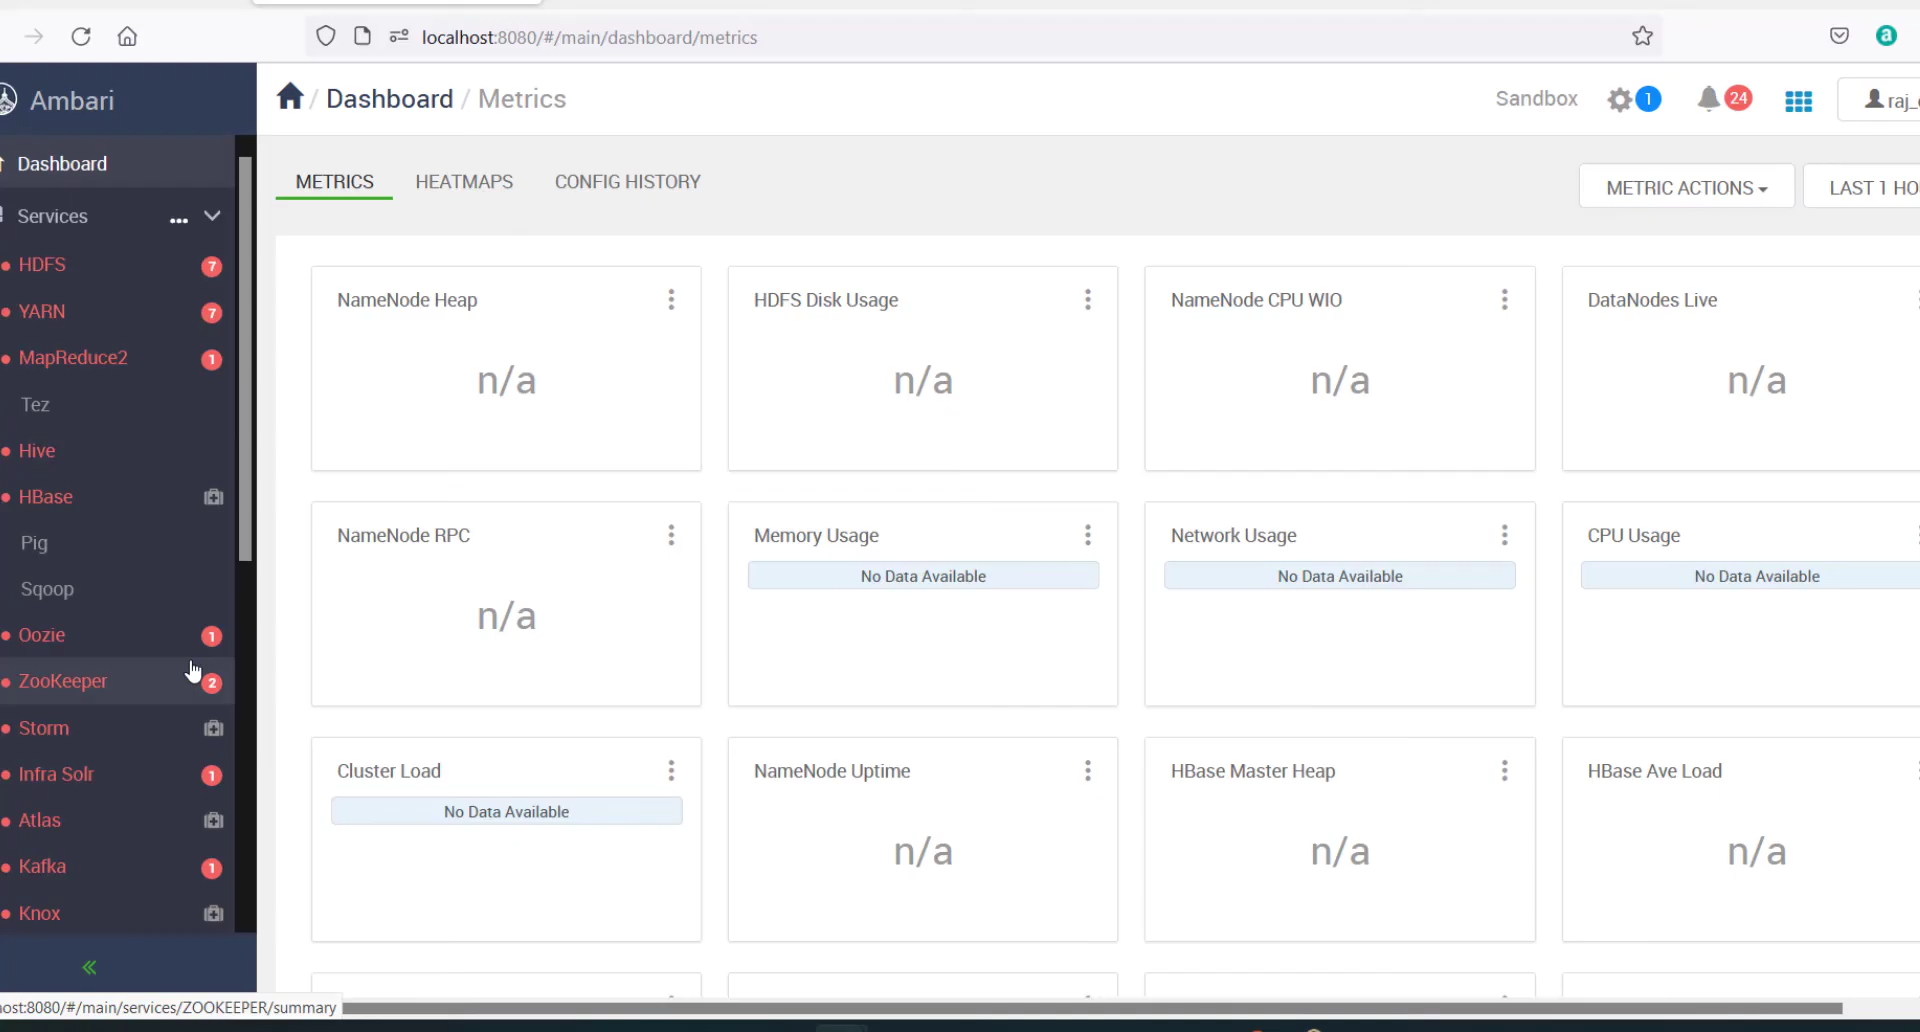 localhost:8080/#/main/dashboard/metrics
a
Ambari
/ Dashboard / Metrics
Sandbox
1
24
raj_
Dashboard
Services
HDFS 7
YARN 7
MapReduce2 1
Tez
Hive
HBase
Pig
Sqoop
Oozie 1
ZooKeeper 2
Storm
Infra Solr 1
Atlas
Kafka 1
Knox
METRICS HEATMAPS CONFIG HISTORY
METRIC ACTIONS
LAST 1 HO
NameNode Heap
n/a
HDFS Disk Usage
n/a
NameNode CPU WIO
n/a
DataNodes Live
n/a
NameNode RPC
n/a
Memory Usage
No Data Available
Network Usage
No Data Available
CPU Usage
No Data Available
Cluster Load
No Data Available
NameNode Uptime
n/a
HBase Master Heap
n/a
HBase Ave Load
n/a
ost:8080/#/main/services/ZOOKEEPER/summary